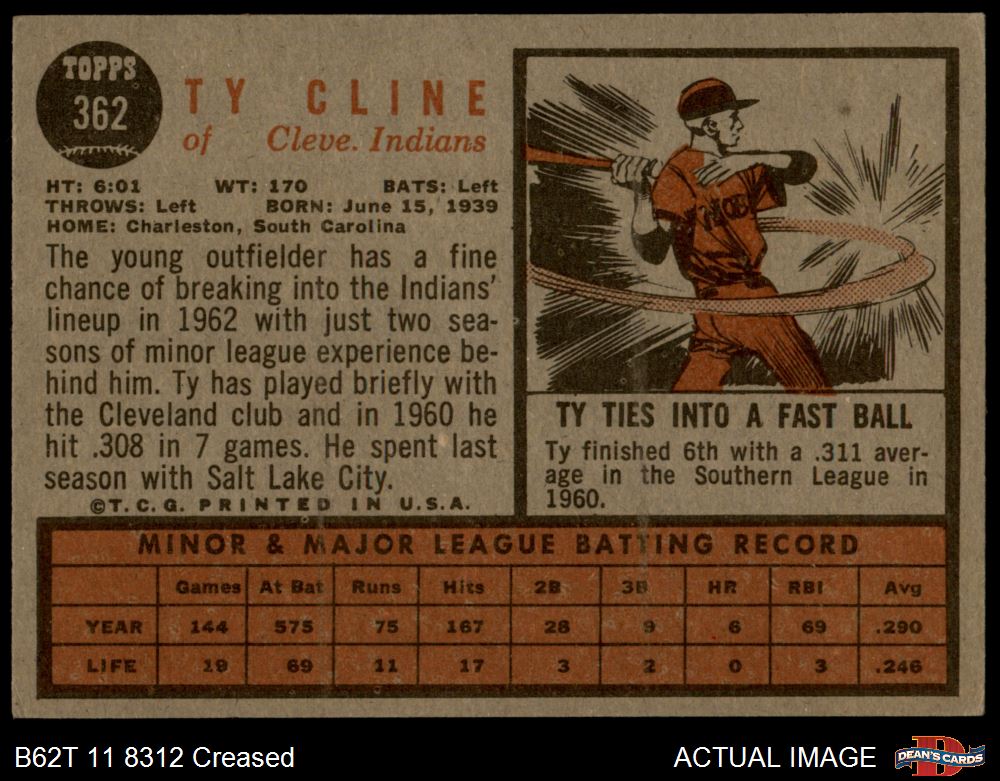 TOPPS
362
TY CLINE
of Cleve. Indians
HT: 6:01 WT: 170 BATS: Left
THROWS: Left BORN: June 15, 1939
HOME: Charleston, South Carolina
The young outfielder has a fine
chance of breaking into the Indians'
lineup in 1962 with just two sea-
sons of minor league experience be-
hind him. Ty has played briefly with
the Cleveland club and in 1960 he
hit .308 in 7 games. He spent last
season with Salt Lake City.
©T.C.G. PRINTED IN U.S.A.
TY TIES INTO A FAST BALL
Ty finished 6th with a .311 aver-
age in the Southern League in
1960.
MINOR & MAJOR LEAGUE BATTING RECORD
Games At Bat Runs Hits 2B 3B HR RBI Avg
YEAR 144 575 75 167 28 9 6 69 .290
LIFE 19 69 11 17 3 2 0 3 .246
B62T 11 8312 Creased
ACTUAL IMAGE
DEAN'S CARDS